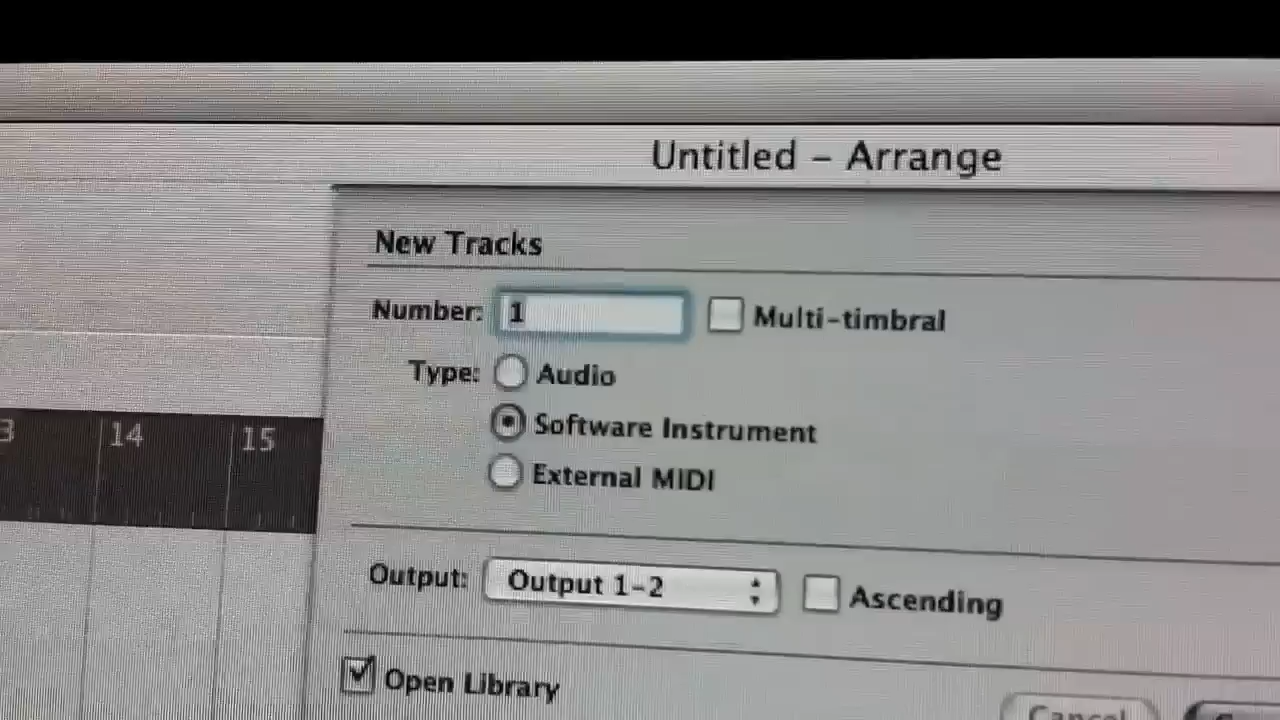 Untitled – Arrange
New Tracks
Number: 1 Multi-timbral
Type: Audio
Software Instrument
External MIDI
14 15
Output: Output 1-2 Ascending
Open Library
Cancel